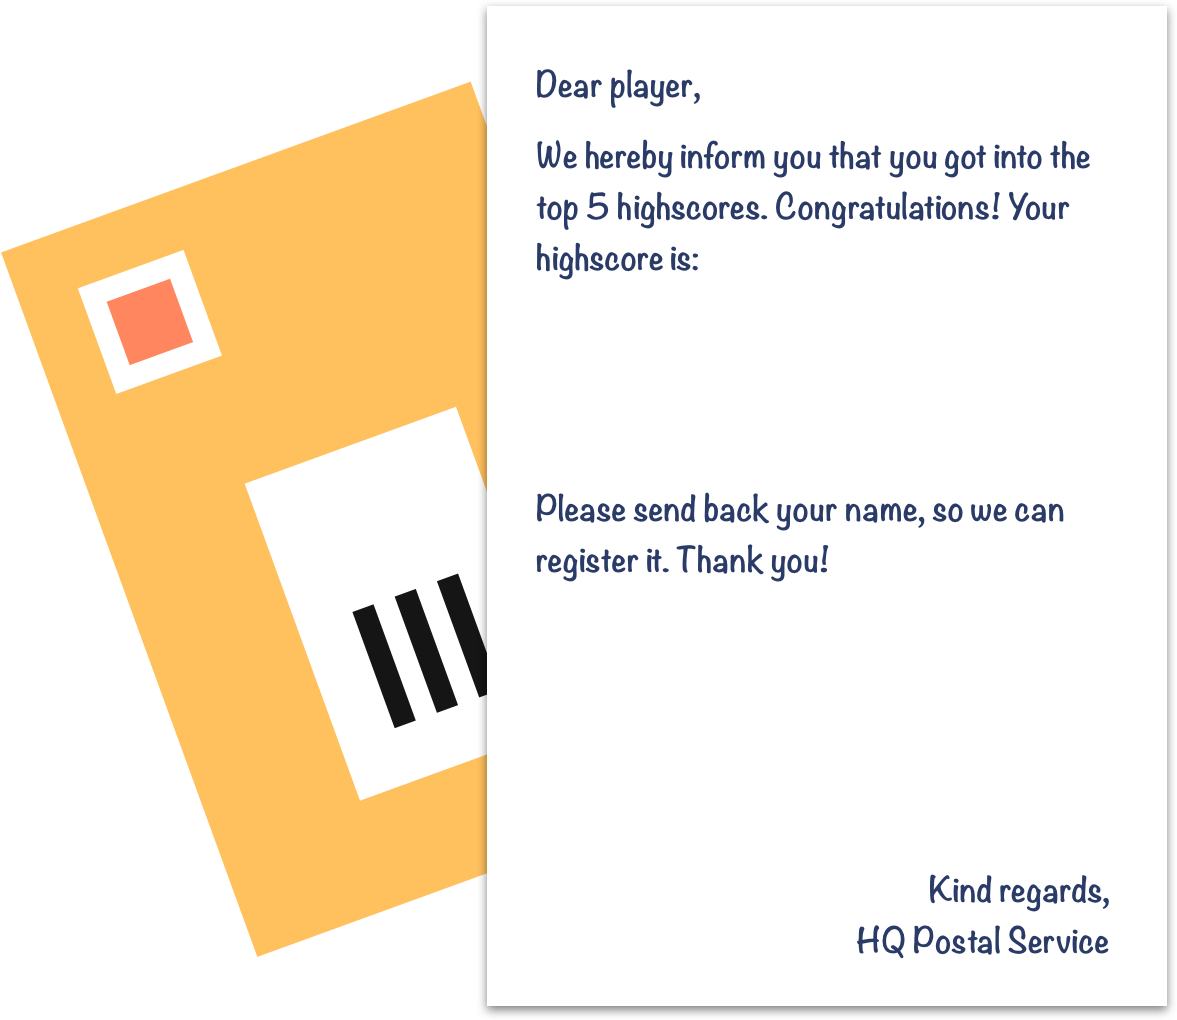 Dear player,
We hereby inform you that you got into the
top 5 highscores. Congratulations! Your
highscore is:
Please send back your name, so we can
register it. Thank you!
Kind regards,
HQ Postal Service